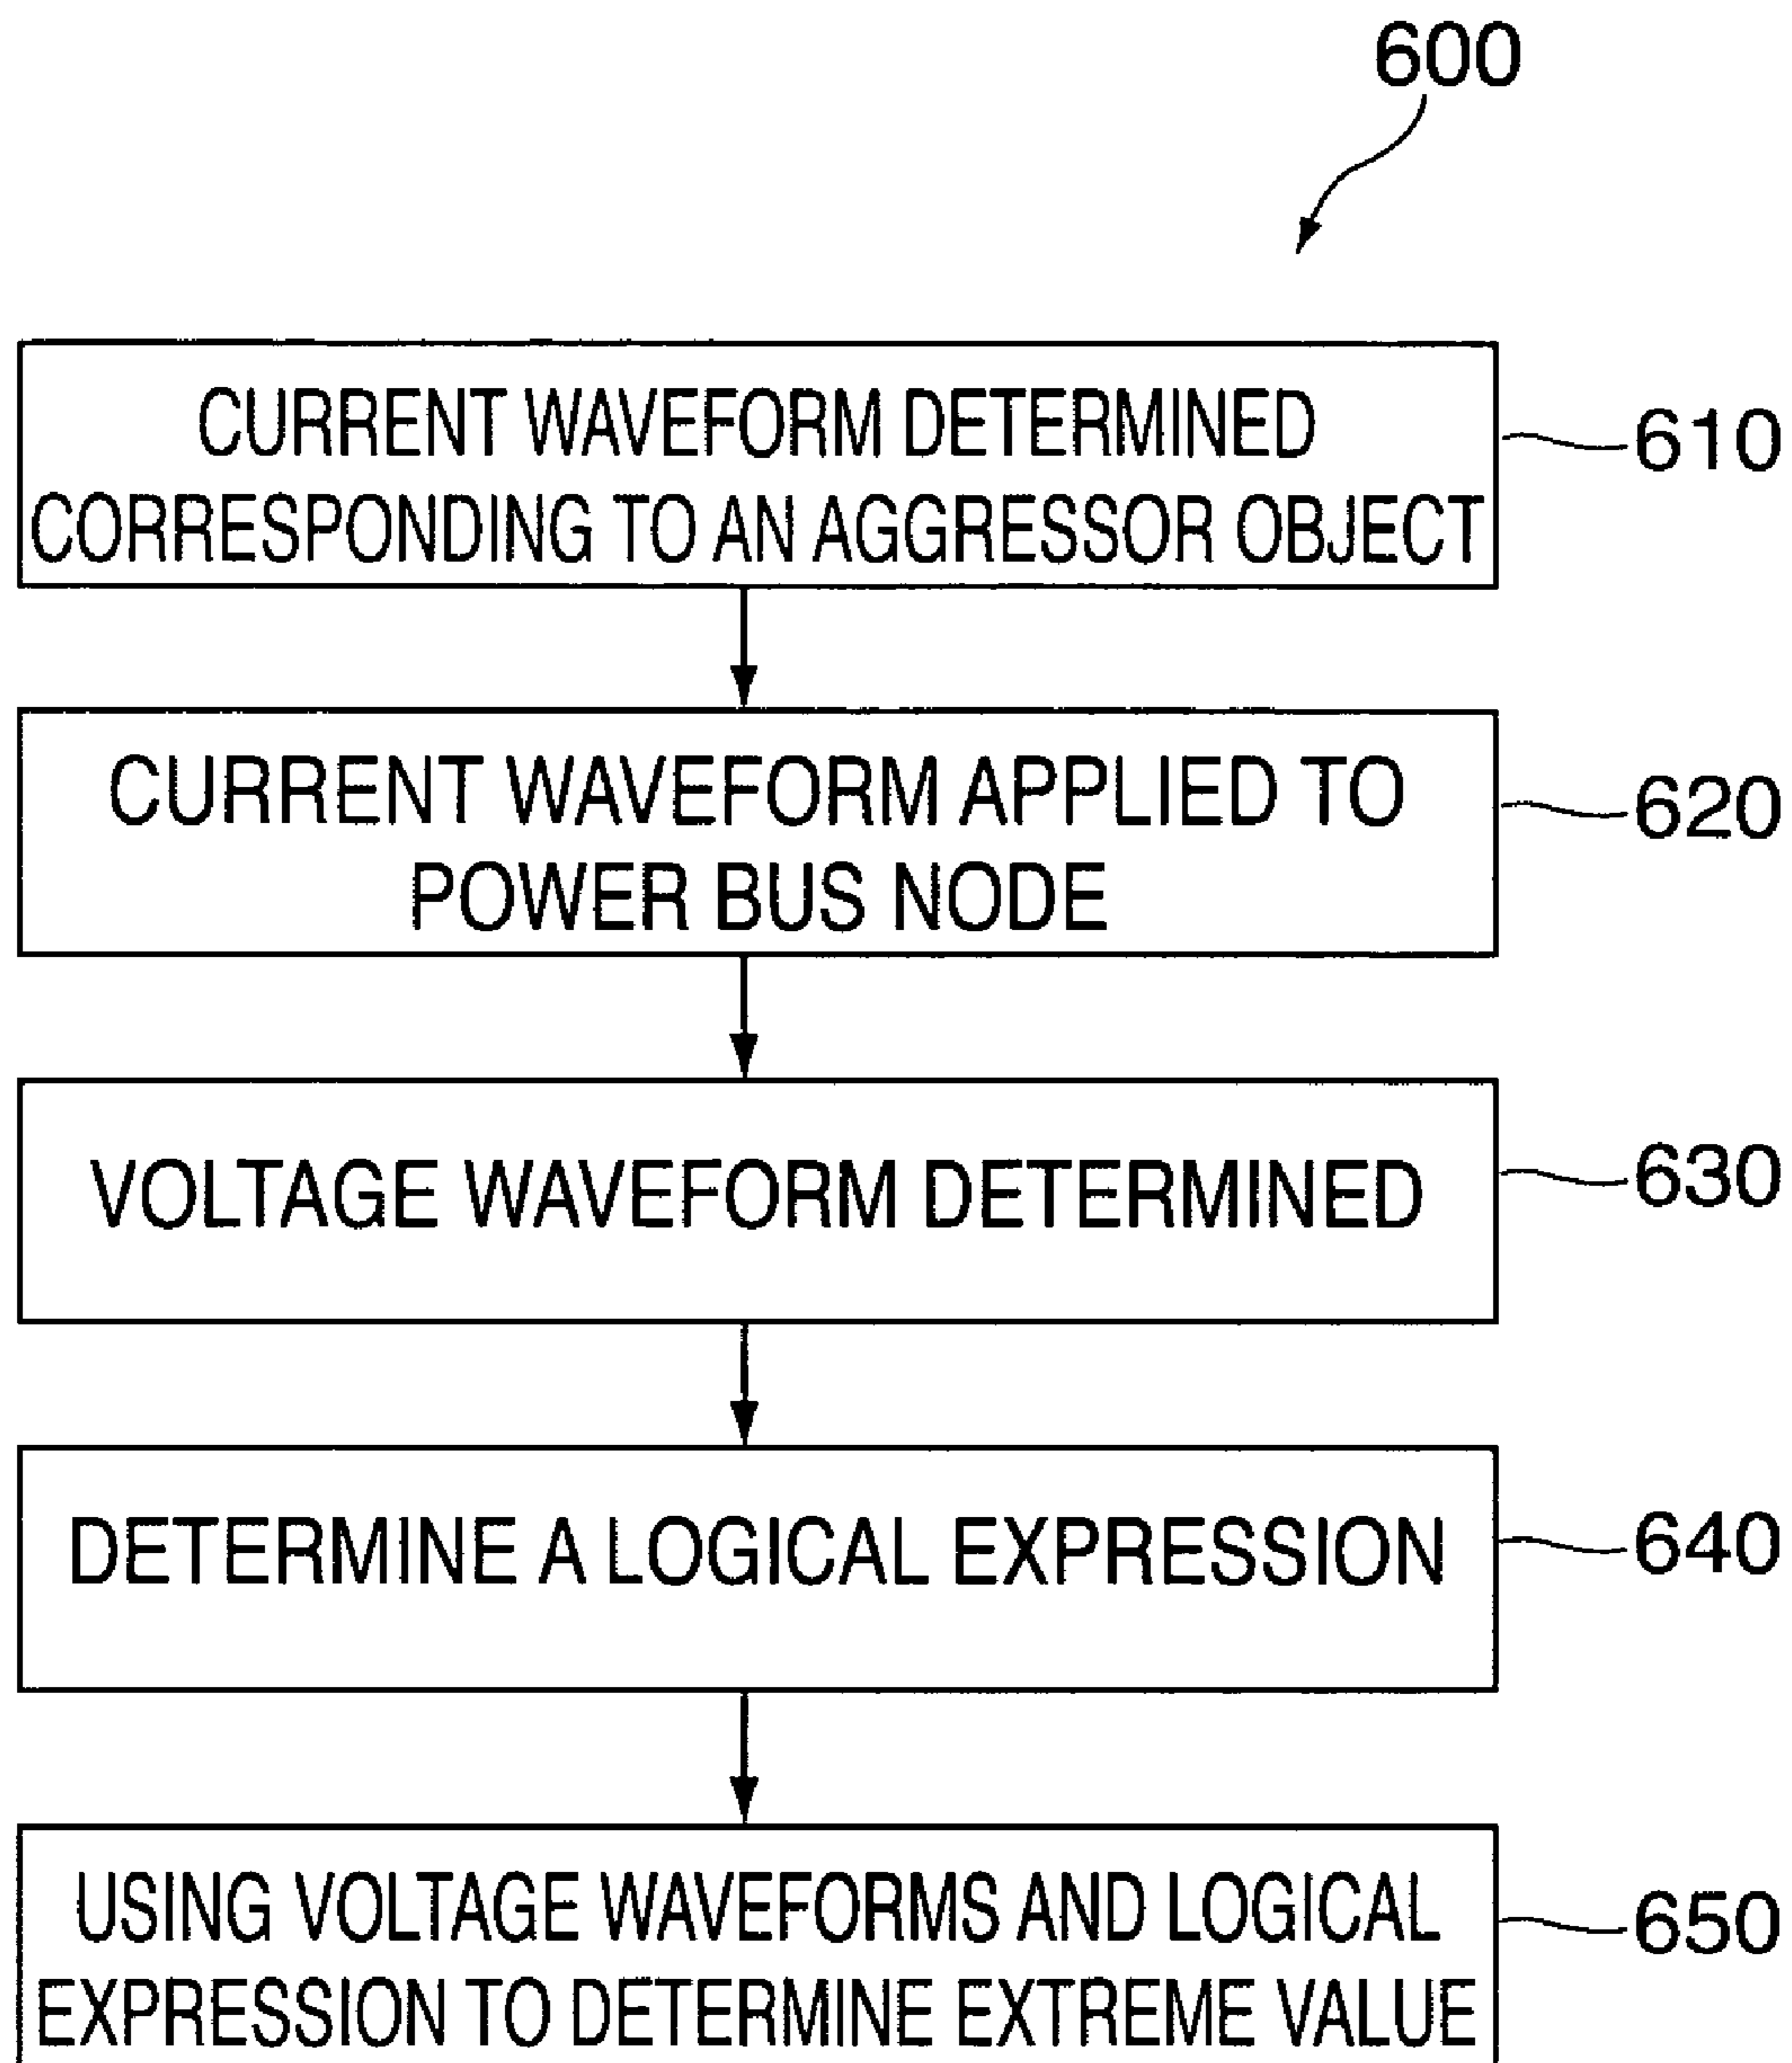 600
CURRENT WAVEFORM DETERMINED
CORRESPONDING TO AN AGGRESSOR OBJECT
610
CURRENT WAVEFORM APPLIED TO
POWER BUS NODE
620
VOLTAGE WAVEFORM DETERMINED
630
DETERMINE A LOGICAL EXPRESSION
640
USING VOLTAGE WAVEFORMS AND LOGICAL
EXPRESSION TO DETERMINE EXTREME VALUE
650